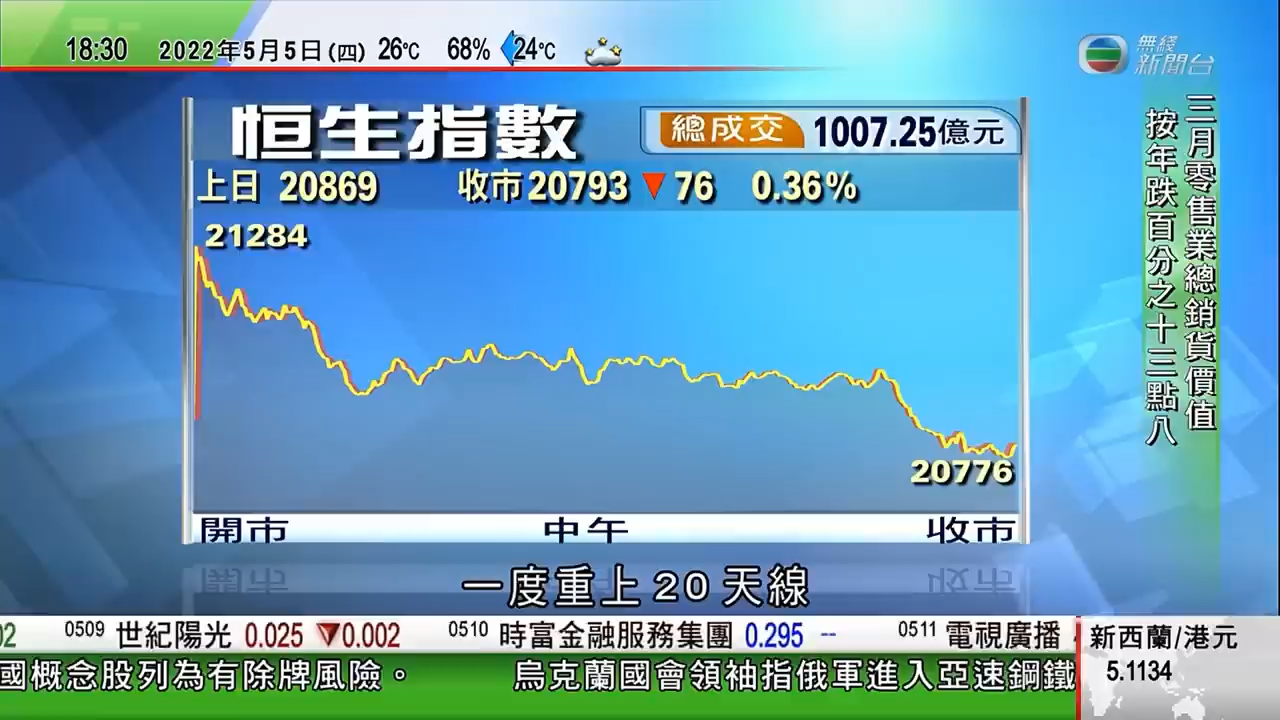 18:30 2022年5月5日(四) 26°C 68% 24°C
無綫
新聞台
恒生指數
總成交 1007.25億元
上日 20869 收市20793 ▼76 0.36%
21284
20776
開市 中午 收市
三月零售業總銷貨價值
按年跌百分之十三點八
一度重上20天線
02 0509 世紀陽光 0.025 ▼0.002 0510 時富金融服務集團 0.295 -- 0511 電視廣播
國概念股列為有除牌風險。 烏克蘭國會領袖指俄軍進入亞速鋼鐵
新西蘭/港元
5.1134